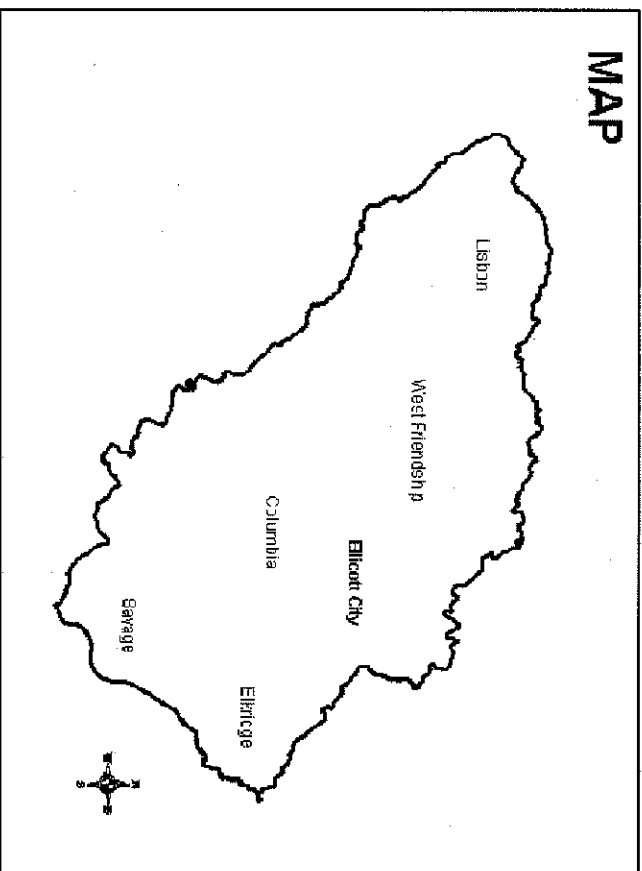 MAP
Lisbon
West Friendship
Ellicott City
Columbia
Elkridge
Savage
N
W
E
S